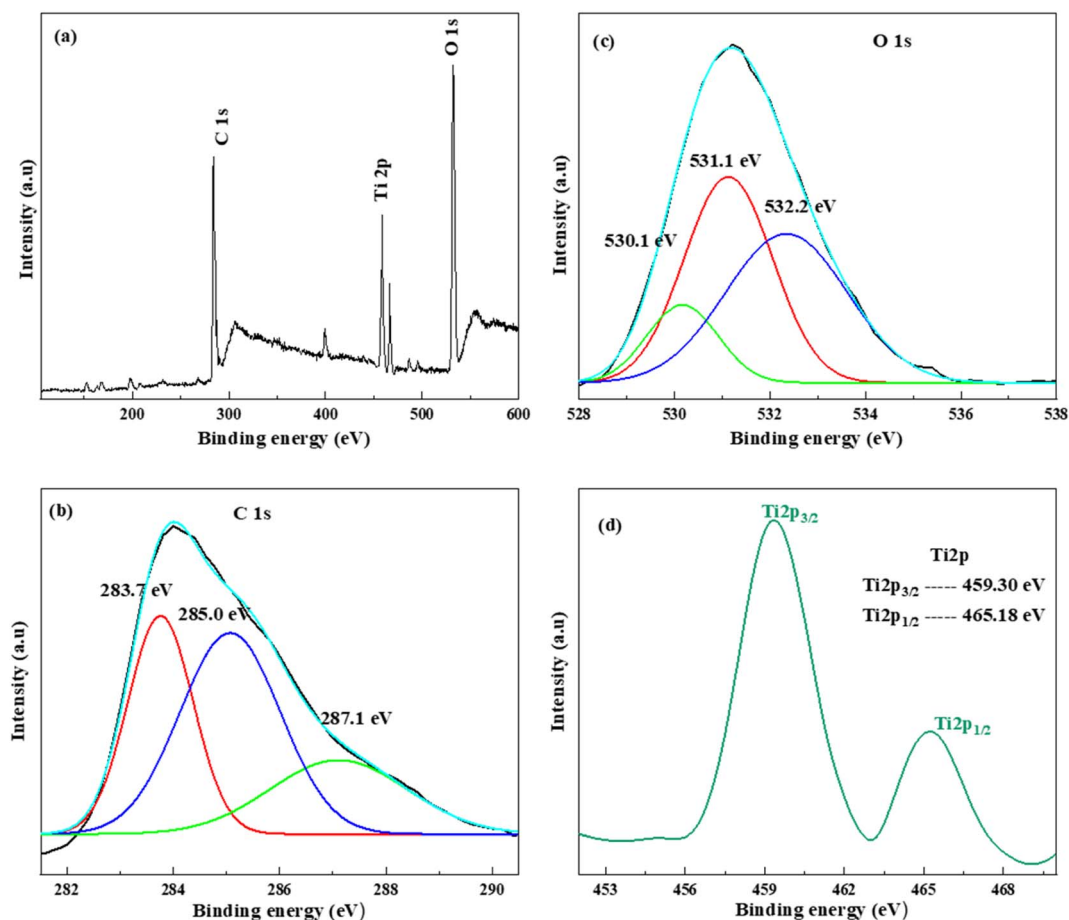 (a)
C 1s
Ti 2p
O 1s
Intensity (a.u)
200 300 400 500 600
Binding energy (eV)
(c)
O 1s
531.1 eV
532.2 eV
530.1 eV
Intensity (a.u)
528 530 532 534 536 538
Binding energy (eV)
(b)
C 1s
283.7 eV
285.0 eV
287.1 eV
Intensity (a.u)
282 284 286 288 290
Binding energy (eV)
(d)
Ti2p3/2
Ti2p
Ti2p3/2 ----- 459.30 eV
Ti2p1/2 ----- 465.18 eV
Ti2p1/2
Intensity (a.u)
453 456 459 462 465 468
Binding energy (eV)